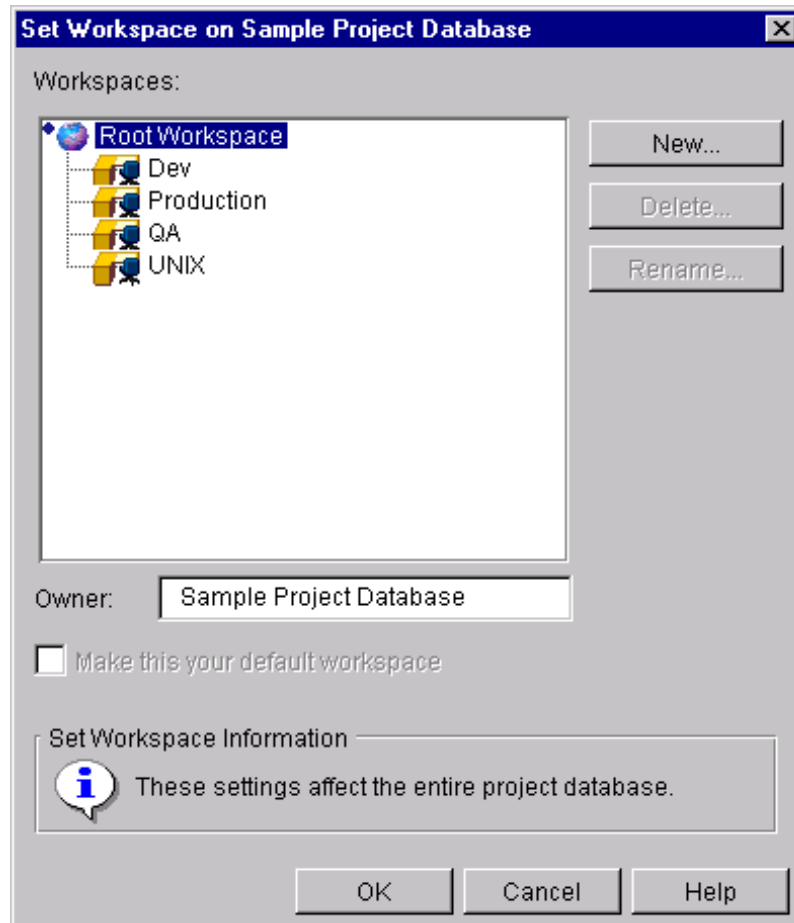 Set Workspace on Sample Project Database
Workspaces:
Root Workspace
Dev
Production
QA
UNIX
New...
Delete...
Rename...
Owner: Sample Project Database
Make this your default workspace
Set Workspace Information
These settings affect the entire project database.
OK Cancel Help